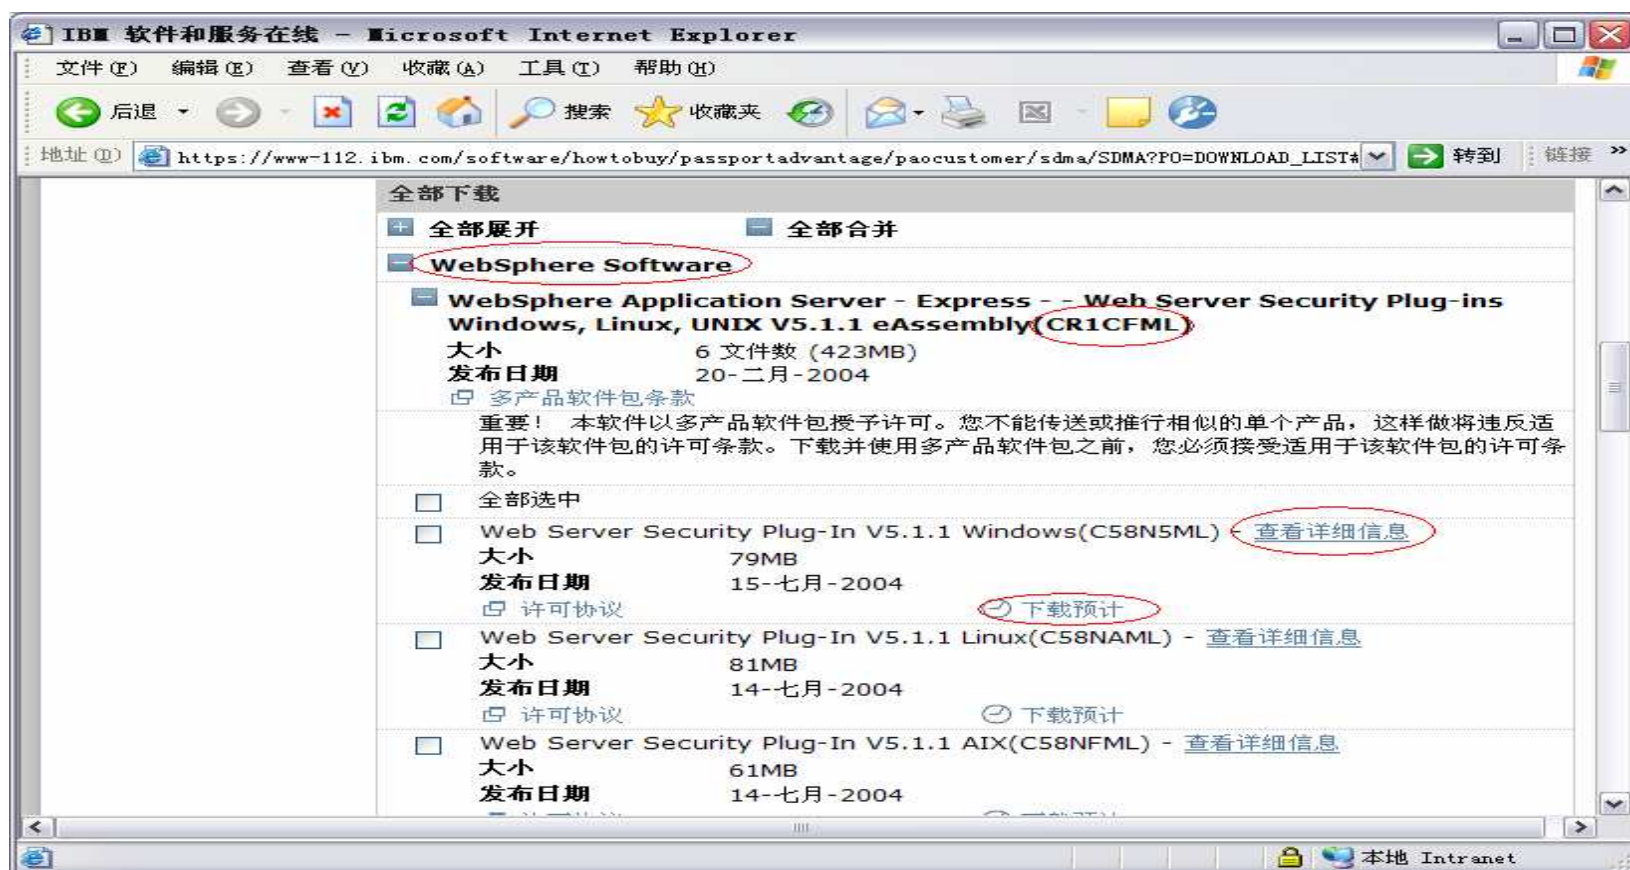 IBM 软件和服务在线 - Microsoft Internet Explorer
文件(F) 编辑(E) 查看(V) 收藏(A) 工具(T) 帮助(H)
后退 搜索 收藏夹
地址(D) https://www-112.ibm.com/software/howtobuy/passportadvantage/paocustomer/sdma/SDMA?PO=DOWNLOAD_LIST& 转到 链接 »
全部下载
全部展开 全部合并
WebSphere Software
WebSphere Application Server - Express - - Web Server Security Plug-ins
Windows, Linux, UNIX V5.1.1 eAssembly(CR1CFML)
大小 6 文件数 (423MB)
发布日期 20-二月-2004
多产品软件包条款
重要! 本软件以多产品软件包授予许可。您不能传送或推行相似的单个产品，这样做将违反适
用于该软件包的许可条款。下载并使用多产品软件包之前，您必须接受适用于该软件包的许可条
款。
全部选中
Web Server Security Plug-In V5.1.1 Windows(C58N5ML) - 查看详细信息
大小 79MB
发布日期 15-七月-2004
许可协议 下载预计
Web Server Security Plug-In V5.1.1 Linux(C58NAML) - 查看详细信息
大小 81MB
发布日期 14-七月-2004
许可协议 下载预计
Web Server Security Plug-In V5.1.1 AIX(C58NFML) - 查看详细信息
大小 61MB
发布日期 14-七月-2004
本地 Intranet